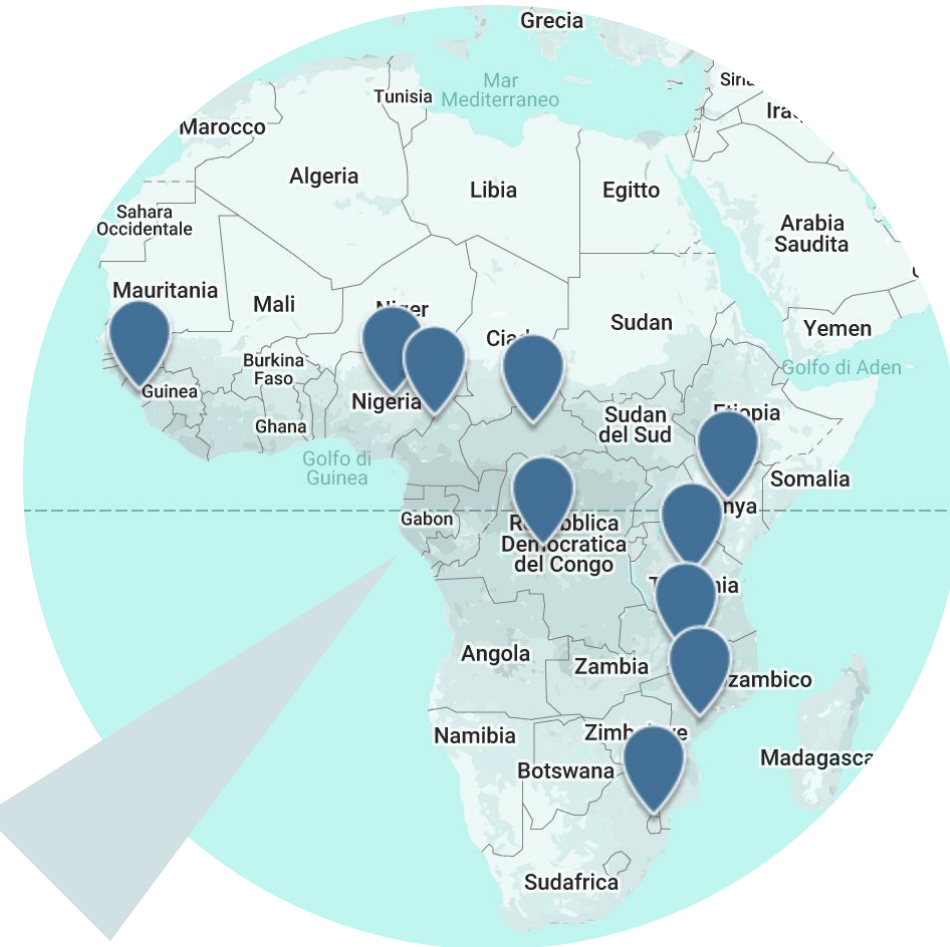 Grecia
Mar
Mediterraneo
Tunisia
Marocco
Algeria
Libia
Egitto
Sahara
Occidentale
Arabia
Saudita
Mauritania
Mali
Sudan
Yemen
Golfo di Aden
Burkina
Faso
Guinea
Nigeria
Ghana
Sudan
del Sud
Golfo di
Guinea
Somalia
Gabon
Democratica
del Congo
Angola
Zambia
zambico
Namibia
Botswana
Madagasca
Sudafrica